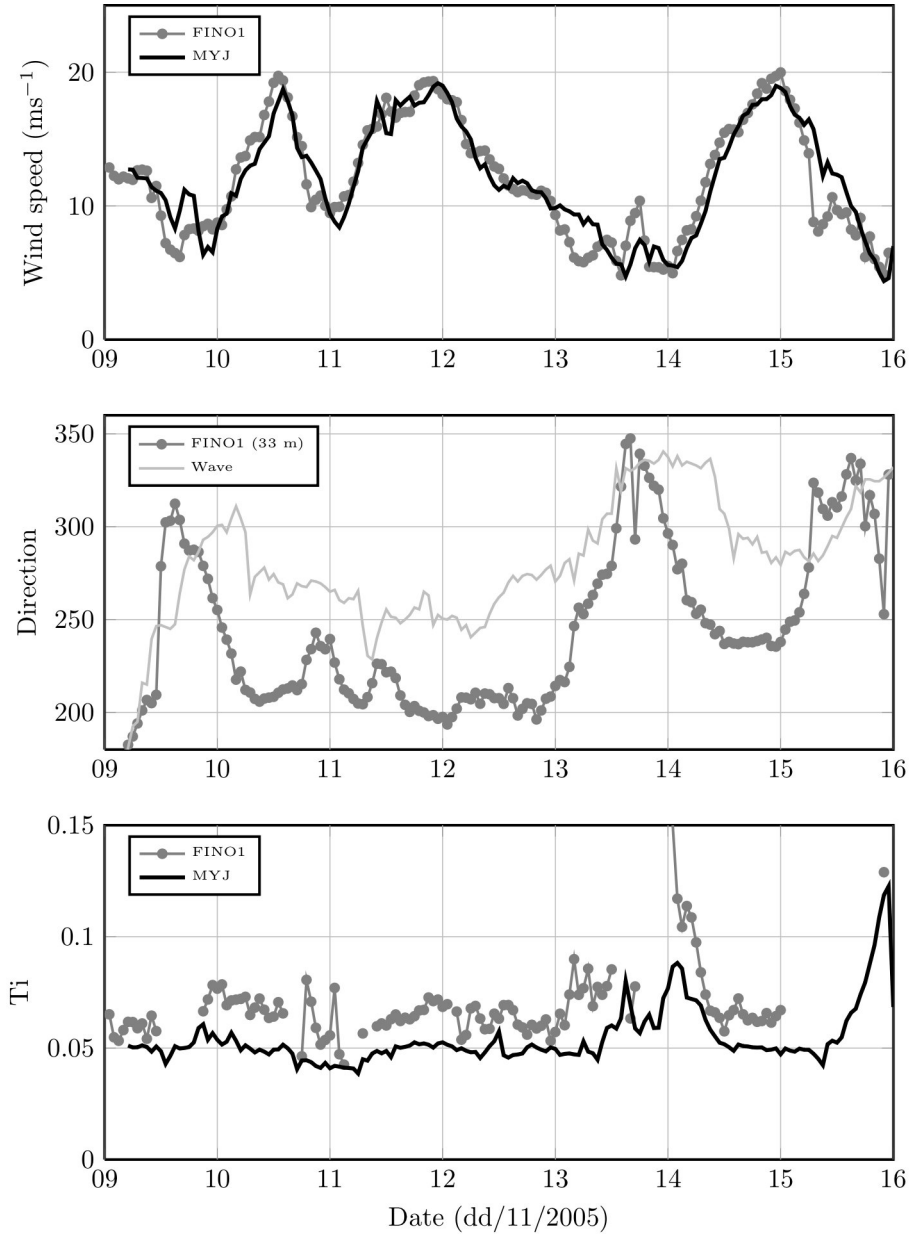 FINO1
MYJ
20
10
0
Wind speed (ms⁻¹)
09 10 11 12 13 14 15 16
FINO1 (33 m)
Wave
350
300
250
200
Direction
09 10 11 12 13 14 15 16
FINO1
MYJ
0.15
0.1
0.05
0
Ti
09 10 11 12 13 14 15 16
Date (dd/11/2005)